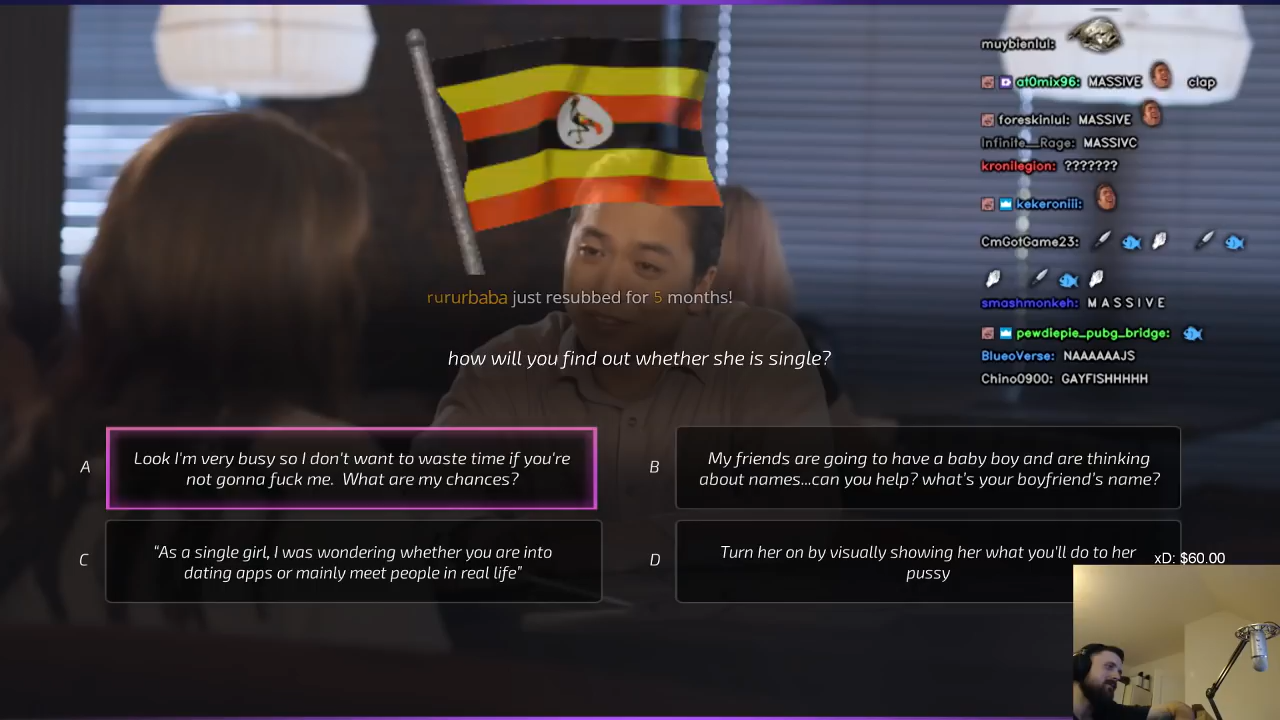 muybienlul:
at0mix96: MASSIVE clap
foreskinlul: MASSIVE
Infinite__Rage: MASSIVC
kronilegion: ???????
kekeroniii:
CmGotGame23:
smashmonkeh: M A S S I V E
pewdiepie_pubg_bridge:
BlueoVerse: NAAAAAAJS
Chino0900: GAYFISHHHHH
rururbaba just resubbed for 5 months!
how will you find out whether she is single?
A
Look I'm very busy so I don't want to waste time if you're
not gonna fuck me. What are my chances?
B
My friends are going to have a baby boy and are thinking
about names...can you help? what's your boyfriend's name?
C
“As a single girl, I was wondering whether you are into
dating apps or mainly meet people in real life”
D
Turn her on by visually showing her what you'll do to her
pussy
xD: $60.00